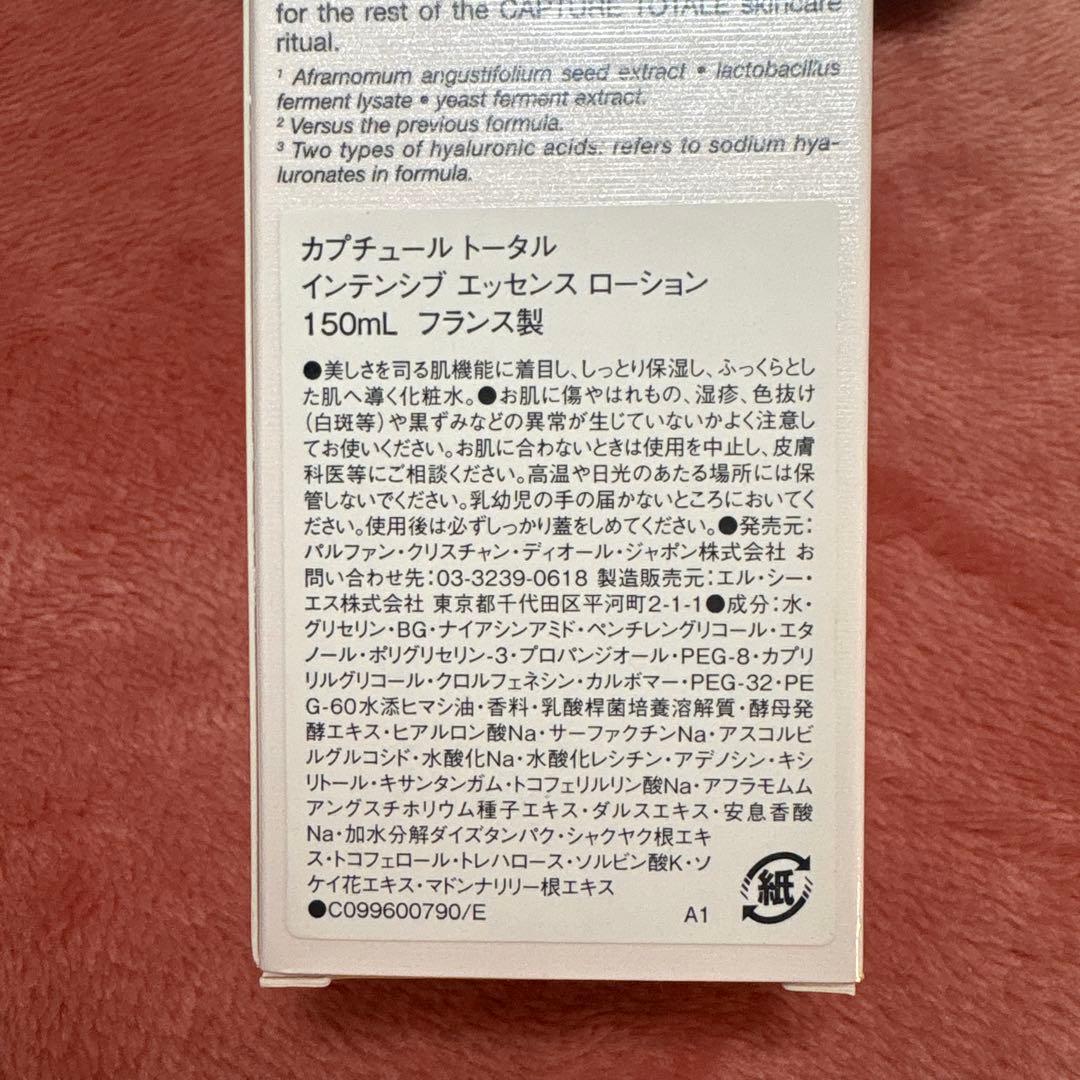 for the rest of the CAPTURE TOTALE skincare
ritual.
¹ Aframomum angustifolium seed extract • lactobacillus
ferment lysate • yeast ferment extract.
² Versus the previous formula.
³ Two types of hyaluronic acids: refers to sodium hya-
luronates in formula.
カプチュール トータル
インテンシブ エッセンス ローション
150mL フランス製
●美しさを司る肌機能に着目し、しっとり保湿し、ふっくらとし
た肌へ導く化粧水。●お肌に傷やはれもの、湿疹、色抜け
(白斑等)や黒ずみなどの異常が生じていないかよく注意し
てお使いください。お肌に合わないときは使用を中止し、皮膚
科医等にご相談ください。高温や日光のあたる場所には保
管しないでください。乳幼児の手の届かないところにおいてく
ださい。使用後は必ずしっかり蓋をしめてください。●発売元:
パルファン・クリスチャン・ディオール・ジャポン株式会社 お
問い合わせ先:03-3239-0618 製造販売元:エル・シー・
エス株式会社 東京都千代田区平河町2-1-1●成分:水・
グリセリン・BG・ナイアシンアミド・ペンチレングリコール・エタ
ノール・ポリグリセリン-3・プロパンジオール・PEG-8・カプリ
リルグリコール・クロルフェネシン・カルボマー・PEG-32・PE
G-60水添ヒマシ油・香料・乳酸桿菌培養溶解質・酵母発
酵エキス・ヒアルロン酸Na・サーファクチンNa・アスコルビ
ルグルコシド・水酸化Na・水酸化レシチン・アデノシン・キシ
リトール・キサンタンガム・トコフェリルリン酸Na・アフラモムム
アングスチホリウム種子エキス・ダルスエキス・安息香酸
Na・加水分解ダイズタンパク・シャクヤク根エキ
ス・トコフェロール・トレハロース・ソルビン酸K・ソ
ケイ花エキス・マドンナリリー根エキス
●C099600790/E A1
紙